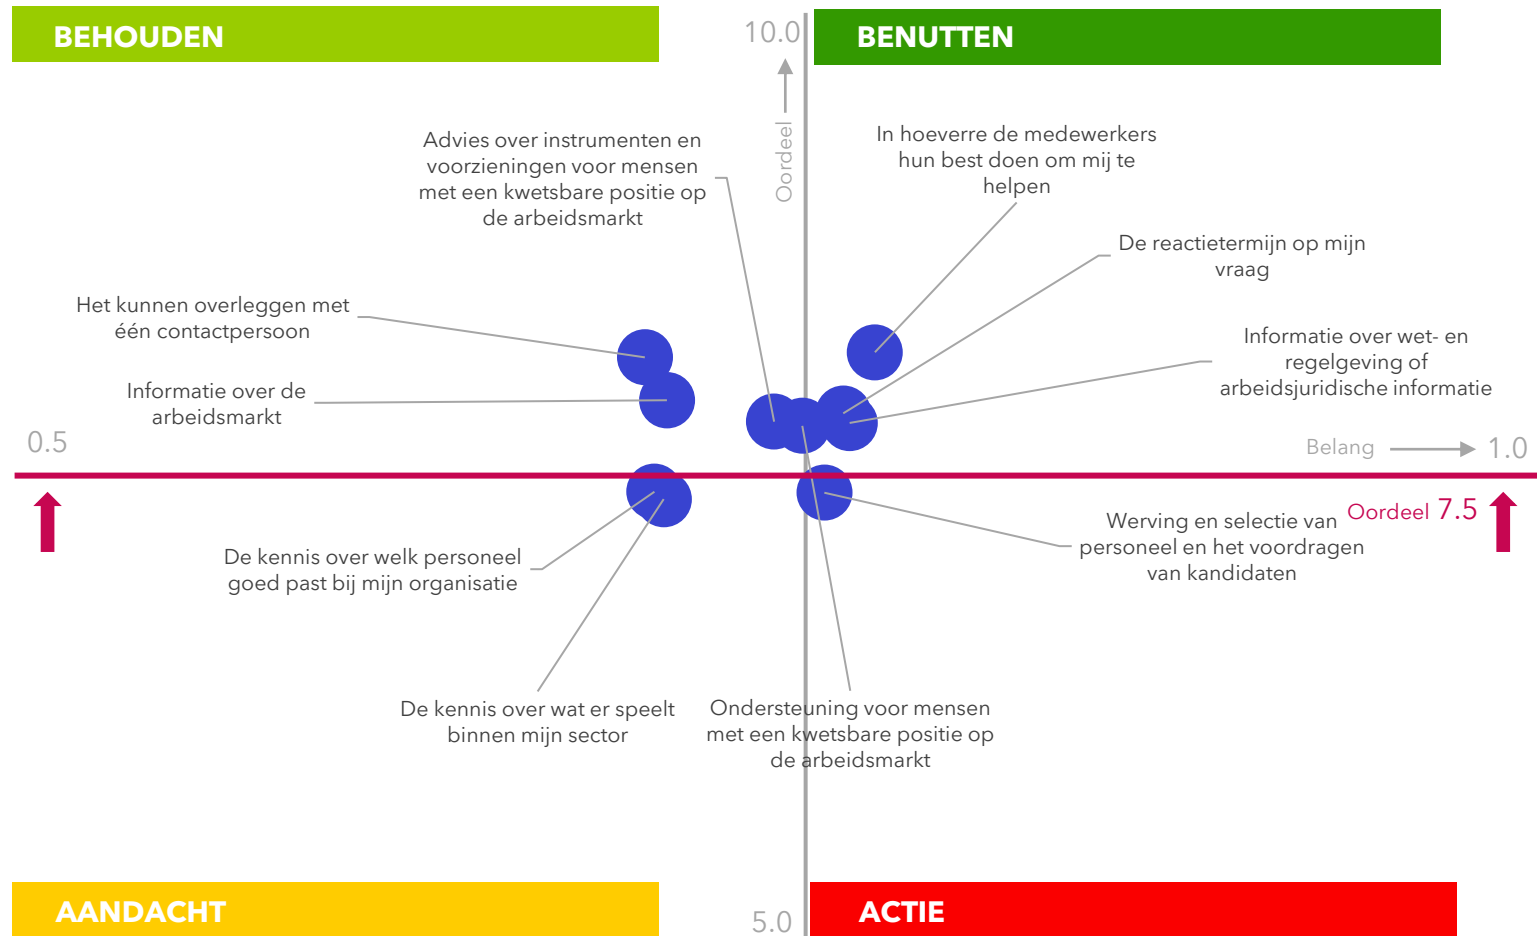 BEHOUDEN
10.0
BENUTTEN
Oordeel
Advies over instrumenten en
voorzieningen voor mensen
met een kwetsbare positie op
de arbeidsmarkt
In hoeverre de medewerkers
hun best doen om mij te
helpen
De reactietermijn op mijn
vraag
Het kunnen overleggen met
één contactpersoon
Informatie over wet- en
regelgeving of
arbeidsjuridische informatie
Informatie over de
arbeidsmarkt
0.5
Belang
1.0
Oordeel 7.5
Werving en selectie van
personeel en het voordragen
van kandidaten
De kennis over welk personeel
goed past bij mijn organisatie
De kennis over wat er speelt
binnen mijn sector
Ondersteuning voor mensen
met een kwetsbare positie op
de arbeidsmarkt
AANDACHT
5.0
ACTIE